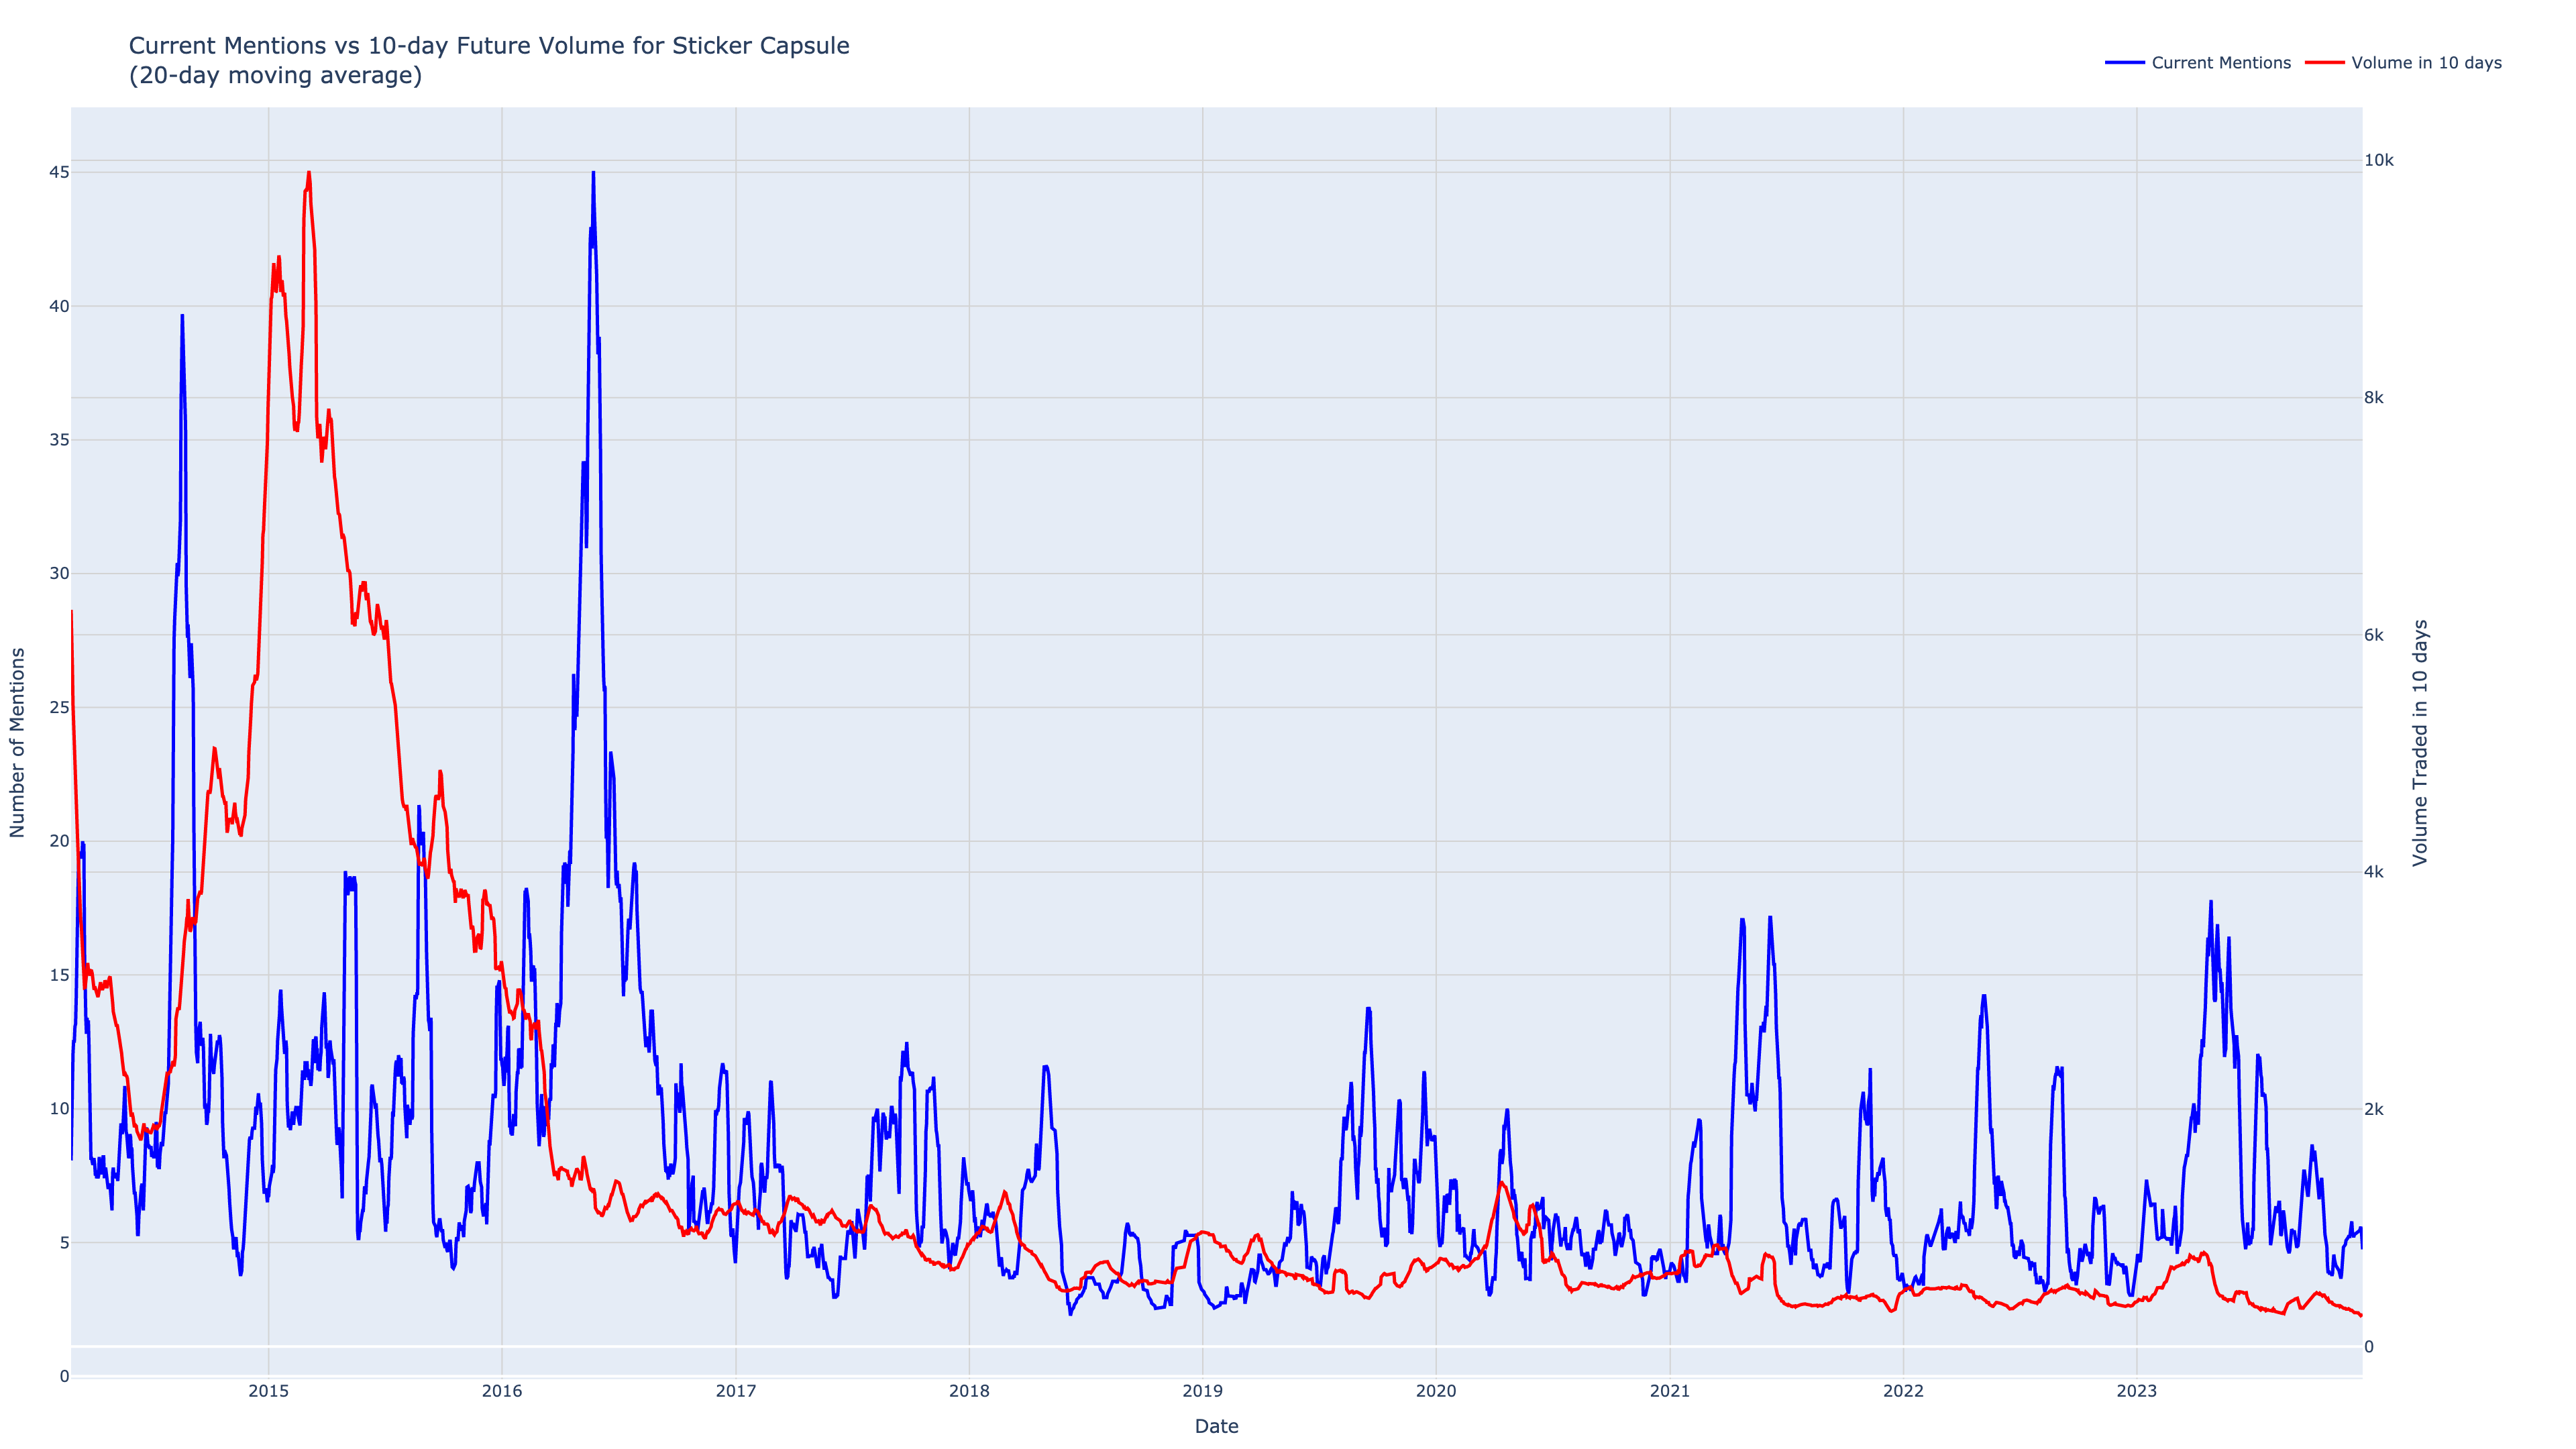 Current Mentions vs 10-day Future Volume for Sticker Capsule
(20-day moving average)
Current Mentions
Volume in 10 days
45
40
35
30
25
20
15
10
5
0
Number of Mentions
10k
8k
6k
4k
2k
0
Volume Traded in 10 days
2015
2016
2017
2018
2019
2020
2021
2022
2023
Date